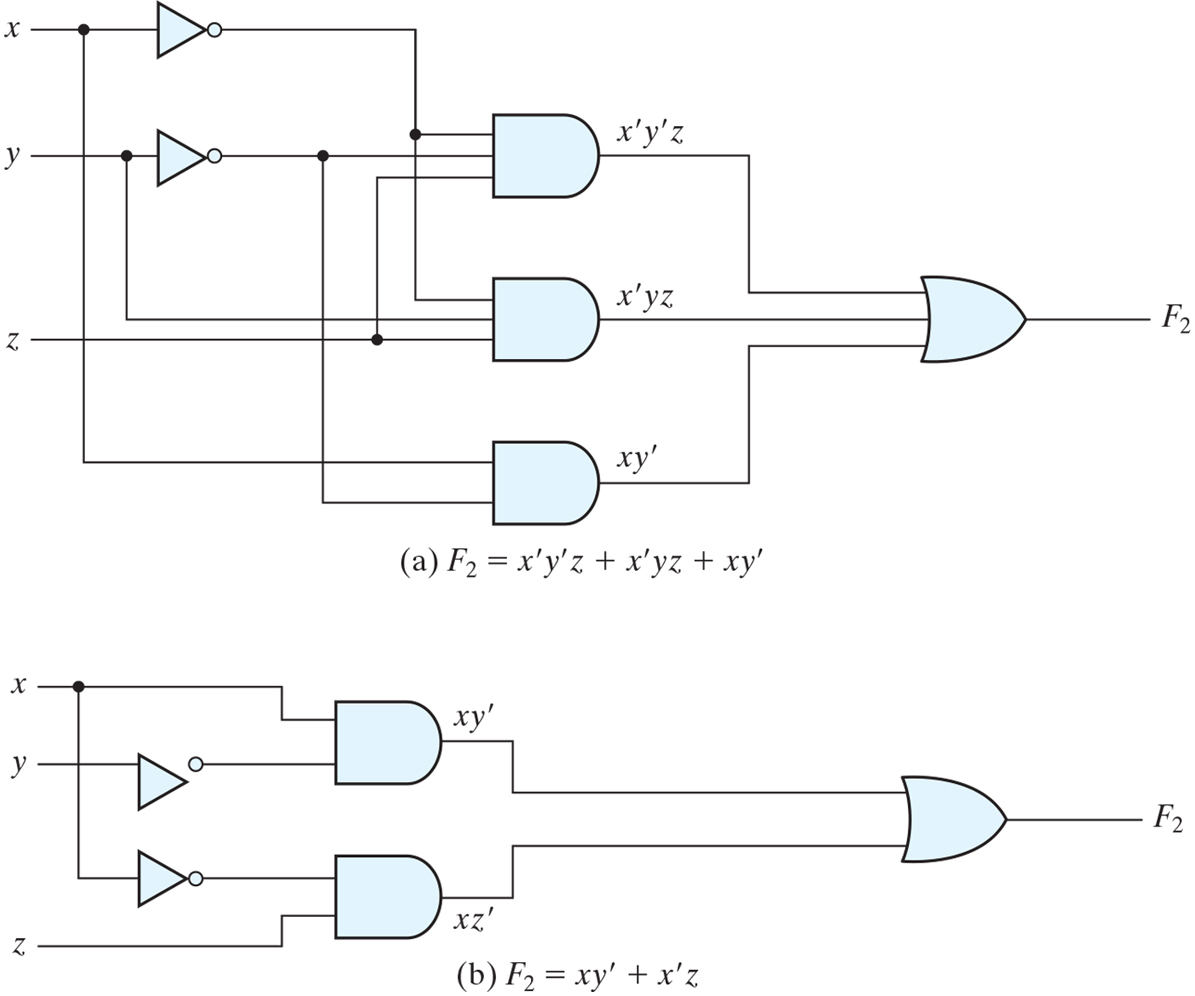 x
x′y′z
y
x′yz
F₂
z
xy′
(a) F₂ = x′y′z + x′yz + xy′
x
xy′
y
F₂
xz′
z
(b) F₂ = xy′ + x′z